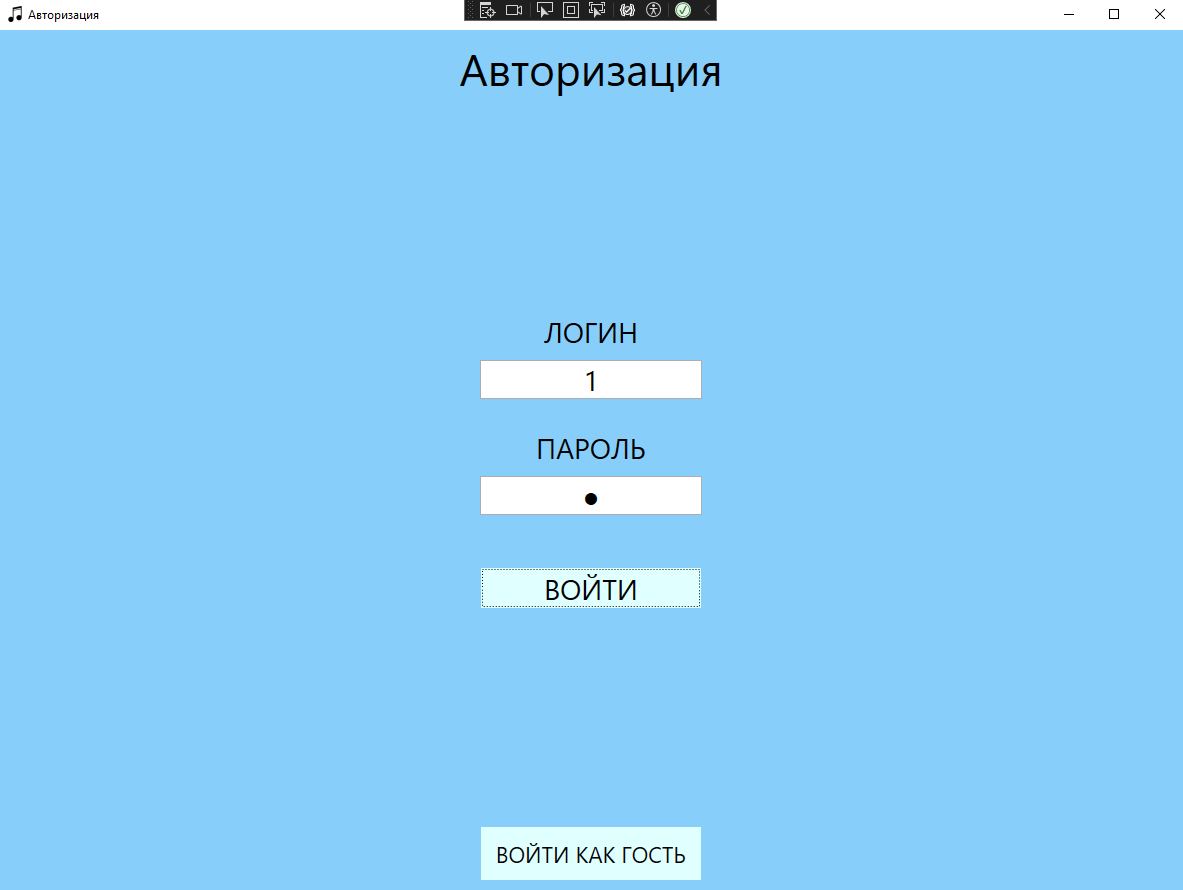 Авторизация
Авторизация
ЛОГИН
1
ПАРОЛЬ
●
ВОЙТИ
ВОЙТИ КАК ГОСТЬ